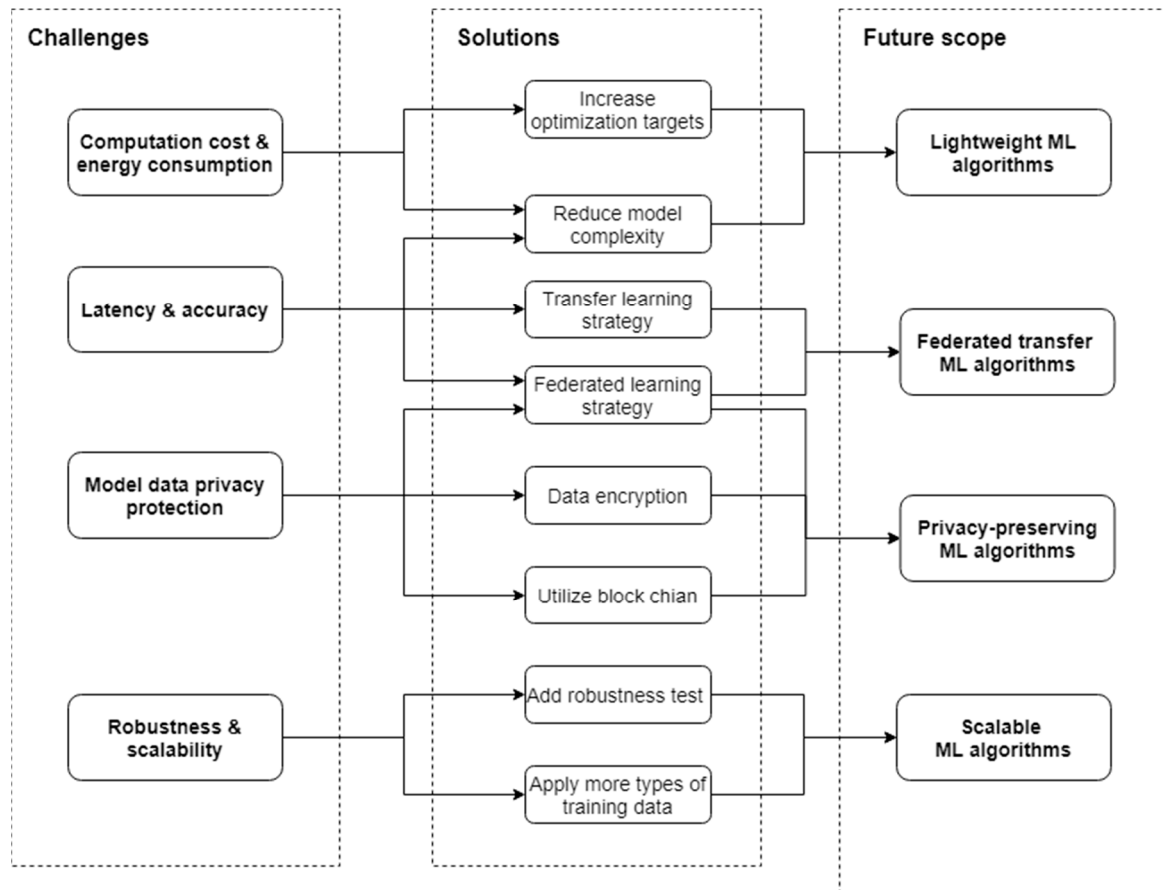 Challenges
Computation cost &
energy consumption
Latency & accuracy
Model data privacy
protection
Robustness &
scalability
Solutions
Increase
optimization targets
Reduce model
complexity
Transfer learning
strategy
Federated learning
strategy
Data encryption
Utilize block chian
Add robustness test
Apply more types of
training data
Future scope
Lightweight ML
algorithms
Federated transfer
ML algorithms
Privacy-preserving
ML algorithms
Scalable
ML algorithms